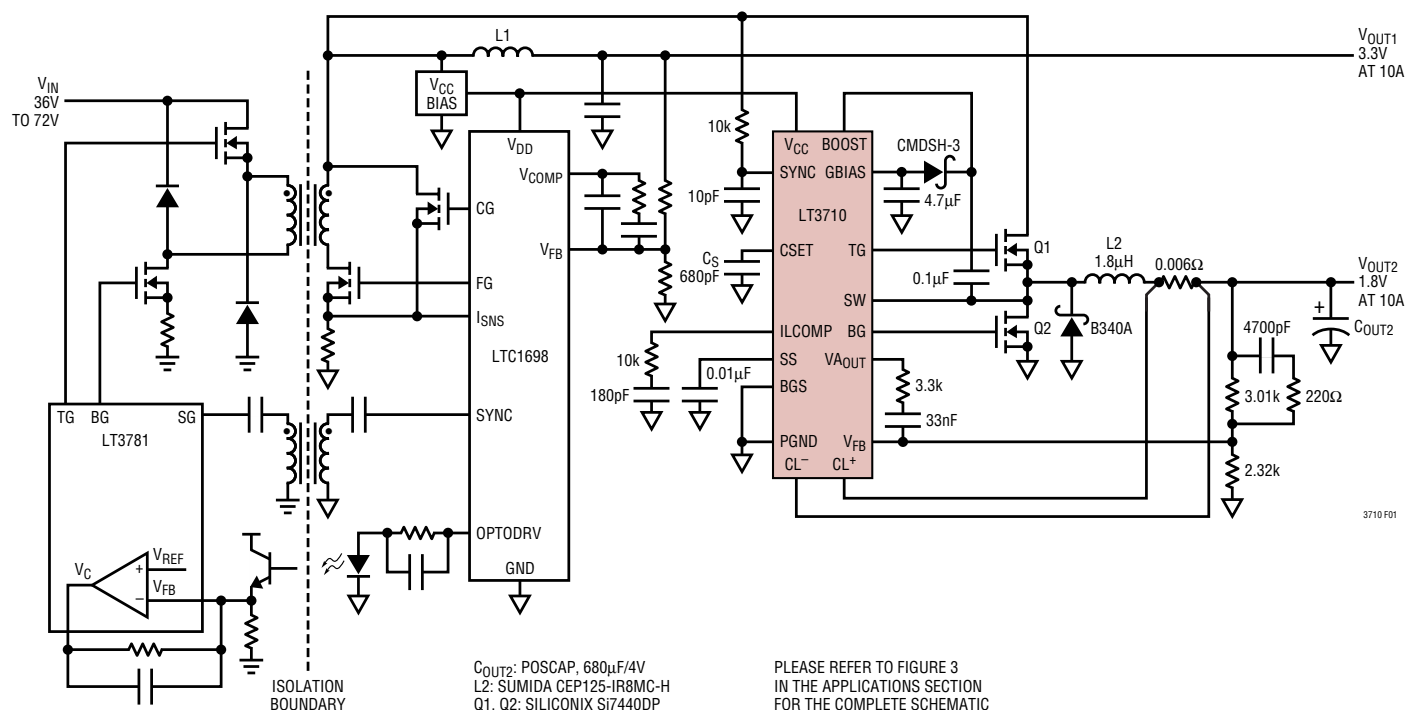 L1
VOUT1
3.3V
AT 10A
VIN
36V
TO 72V
VCC
BIAS
VDD
VCOMP
CG
VFB
FG
ISNS
LTC1698
SYNC
OPTODRV
GND
10k
10pF
CS
680pF
10k
180pF
0.01µF
VCC
BOOST
SYNC
GBIAS
LT3710
CSET
TG
SW
ILCOMP
BG
SS
VAOUT
BGS
PGND
VFB
CL–
CL+
CMDSH-3
4.7µF
0.1µF
Q1
Q2
L2
1.8µH
0.006Ω
B340A
VOUT2
1.8V
AT 10A
+
COUT2
4700pF
3.01k
220Ω
2.32k
3.3k
33nF
TG
BG
SG
LT3781
VC
+
VREF
–
VFB
ISOLATION
BOUNDARY
COUT2: POSCAP, 680µF/4V
L2: SUMIDA CEP125-IR8MC-H
Q1, Q2: SILICONIX Si7440DP
PLEASE REFER TO FIGURE 3
IN THE APPLICATIONS SECTION
FOR THE COMPLETE SCHEMATIC
3710 F01